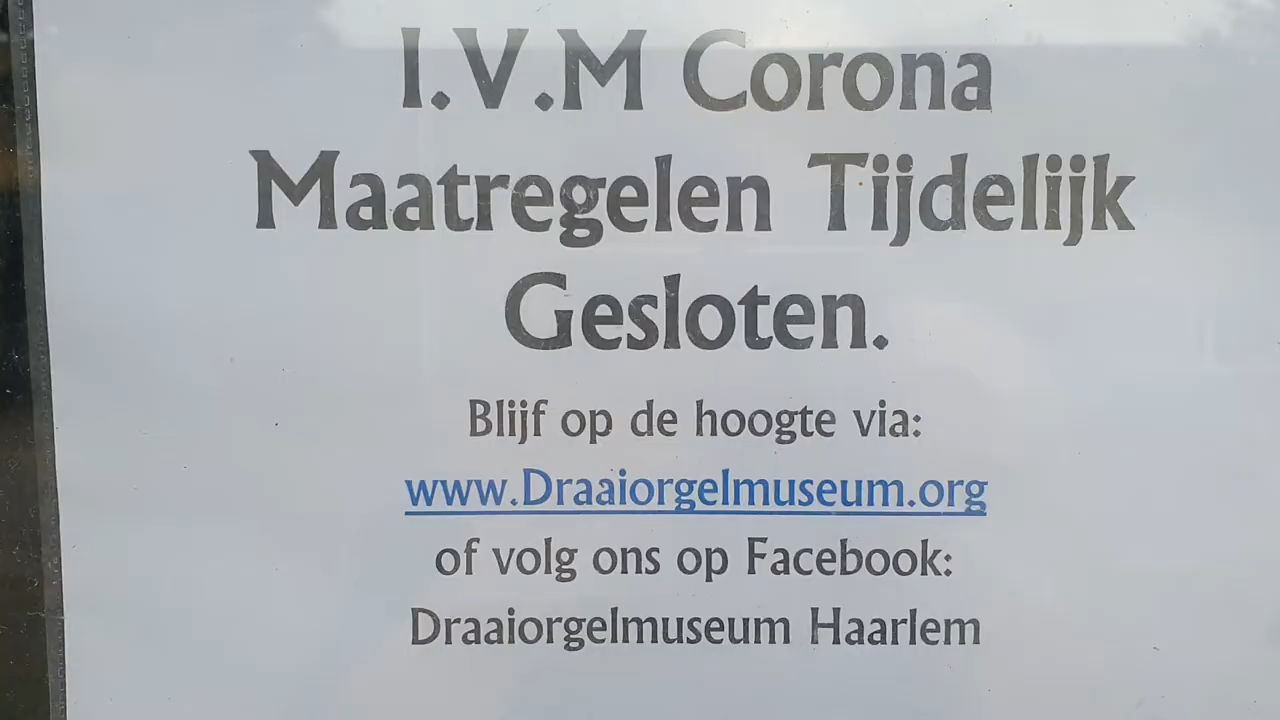 I.V.M Corona
Maatregelen Tijdelijk
Gesloten.
Blijf op de hoogte via:
www.Draaiorgelmuseum.org
of volg ons op Facebook:
Draaiorgelmuseum Haarlem